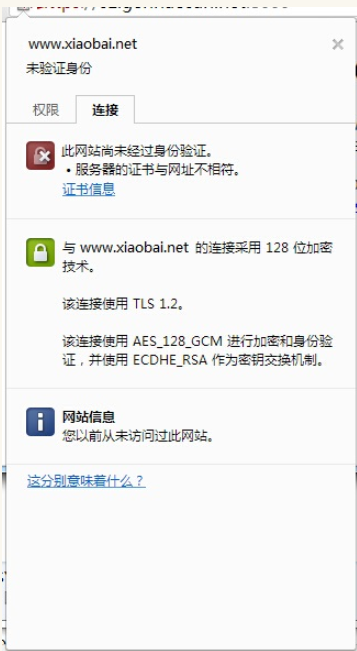 www.xiaobai.net
未验证身份
权限 连接
此网站尚未经过身份验证。
• 服务器的证书与网址不相符。
证书信息
与 www.xiaobai.net 的连接采用 128 位加密
技术。
该连接使用 TLS 1.2。
该连接使用 AES_128_GCM 进行加密和身份验
证，并使用 ECDHE_RSA 作为密钥交换机制。
网站信息
您以前从未访问过此网站。
这分别意味着什么？